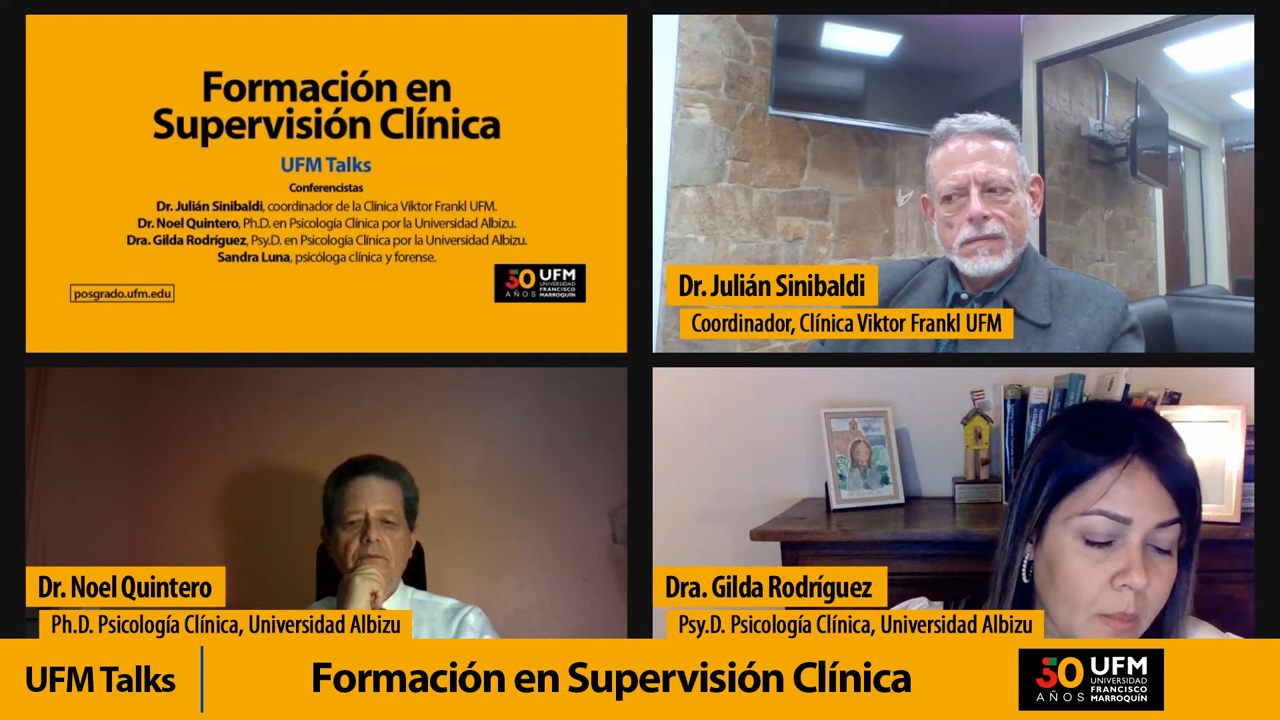 Formación en
Supervisión Clínica
UFM Talks
Conferencistas
Dr. Julián Sinibaldi, coordinador de la Clínica Viktor Frankl UFM.
Dr. Noel Quintero, Ph.D. en Psicología Clínica por la Universidad Albizu.
Dra. Gilda Rodríguez, Psy.D. en Psicología Clínica por la Universidad Albizu.
Sandra Luna, psicóloga clínica y forense.
posgrado.ufm.edu
50
AÑOS
UFM
UNIVERSIDAD
FRANCISCO
MARROQUÍN
Dr. Julián Sinibaldi
Coordinador, Clínica Viktor Frankl UFM
Dr. Noel Quintero
Ph.D. Psicología Clínica, Universidad Albizu
Dra. Gilda Rodríguez
Psy.D. Psicología Clínica, Universidad Albizu
UFM Talks
Formación en Supervisión Clínica
50
AÑOS
UFM
UNIVERSIDAD
FRANCISCO
MARROQUÍN